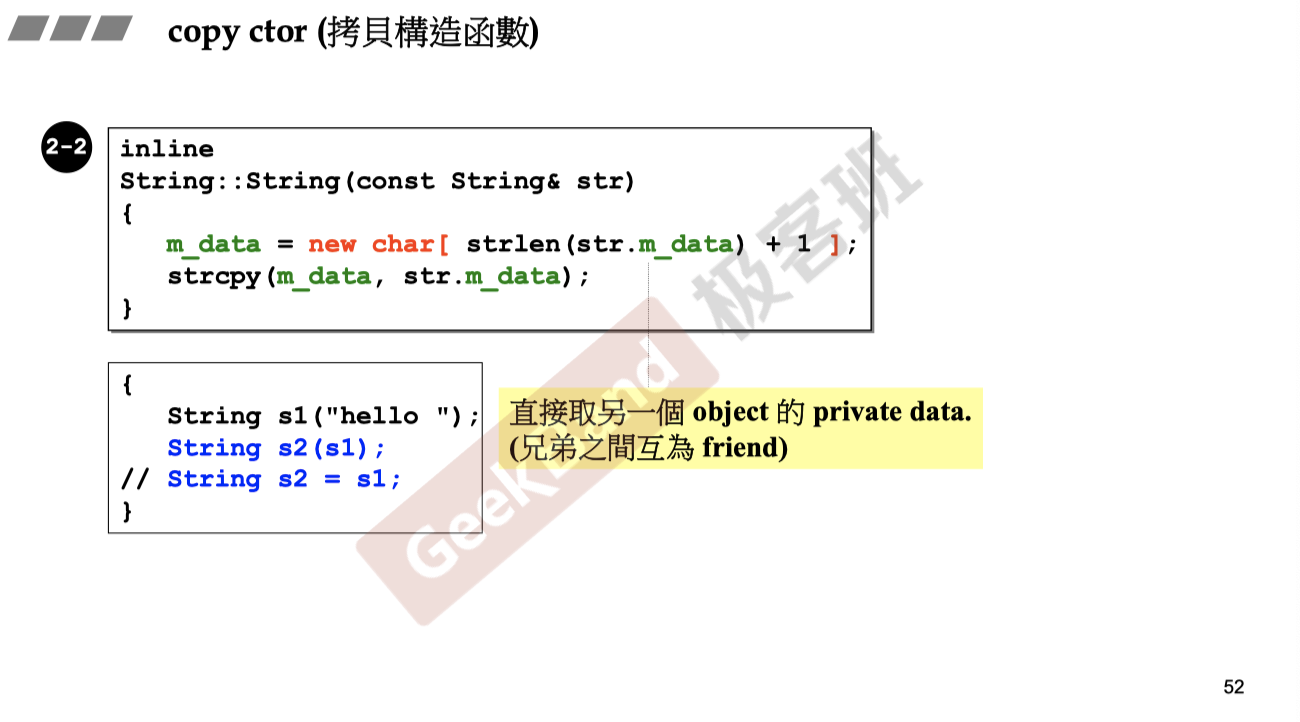 copy ctor (拷貝構造函數)
2-2
inline
String::String(const String& str)
{
   m_data = new char[ strlen(str.m_data) + 1 ];
   strcpy(m_data, str.m_data);
}
{
   String s1("hello ");
   String s2(s1);
// String s2 = s1;
}
直接取另一個 object 的 private data.
(兄弟之間互為 friend)
GeekBand 极客班
52